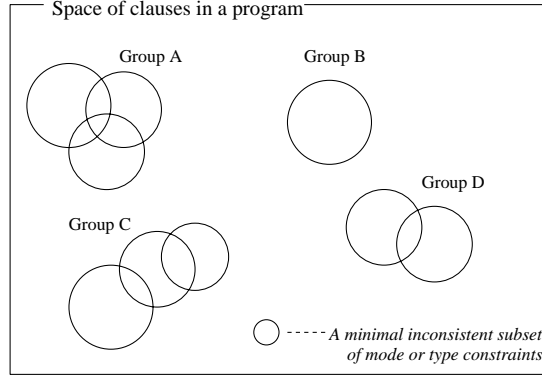 Space of clauses in a program
Group A
Group B
Group D
Group C
A minimal inconsistent subset
of mode or type constraints